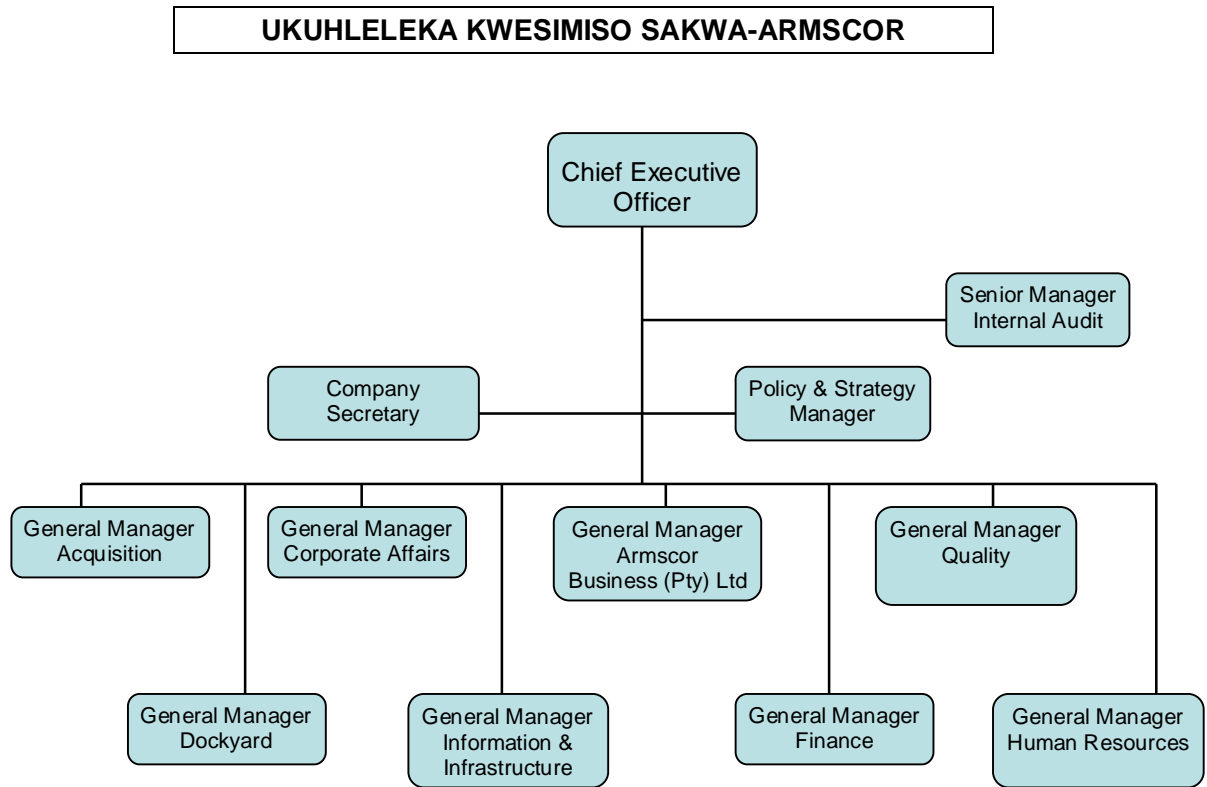 UKUHLELEKA KWESIMISO SAKWA-ARMSCOR
Chief Executive
Officer
Senior Manager
Internal Audit
Company
Secretary
Policy & Strategy
Manager
General Manager
Acquisition
General Manager
Corporate Affairs
General Manager
Armscor
Business (Pty) Ltd
General Manager
Quality
General Manager
Dockyard
General Manager
Information &
Infrastructure
General Manager
Finance
General Manager
Human Resources